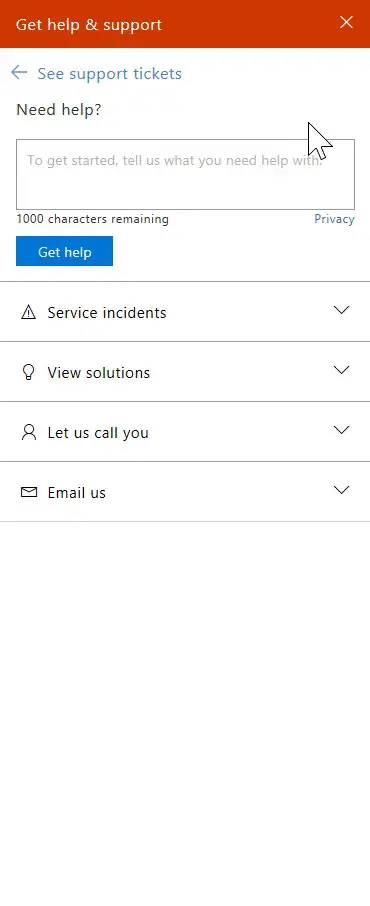 Get help & support
See support tickets
Need help?
To get started, tell us what you need help with.
1000 characters remaining
Privacy
Get help
Service incidents
View solutions
Let us call you
Email us